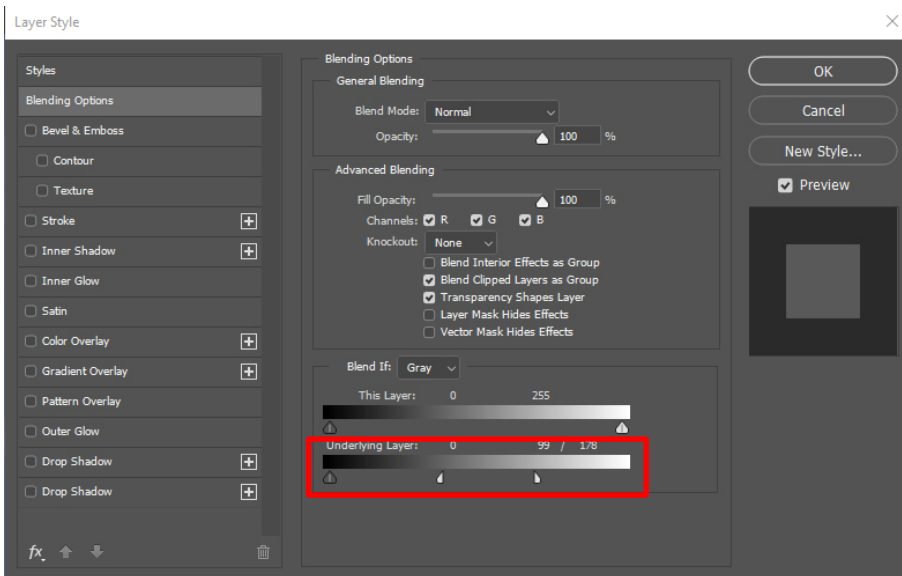 Layer Style
Styles
Blending Options
Bevel & Emboss
Contour
Texture
Stroke
Inner Shadow
Inner Glow
Satin
Color Overlay
Gradient Overlay
Pattern Overlay
Outer Glow
Drop Shadow
Drop Shadow
fx
Blending Options
General Blending
Blend Mode: Normal
Opacity: 100 %
Advanced Blending
Fill Opacity: 100 %
Channels: R G B
Knockout: None
Blend Interior Effects as Group
Blend Clipped Layers as Group
Transparency Shapes Layer
Layer Mask Hides Effects
Vector Mask Hides Effects
Blend If: Gray
This Layer: 0 255
Underlying Layer: 0 99 / 178
OK
Cancel
New Style...
Preview